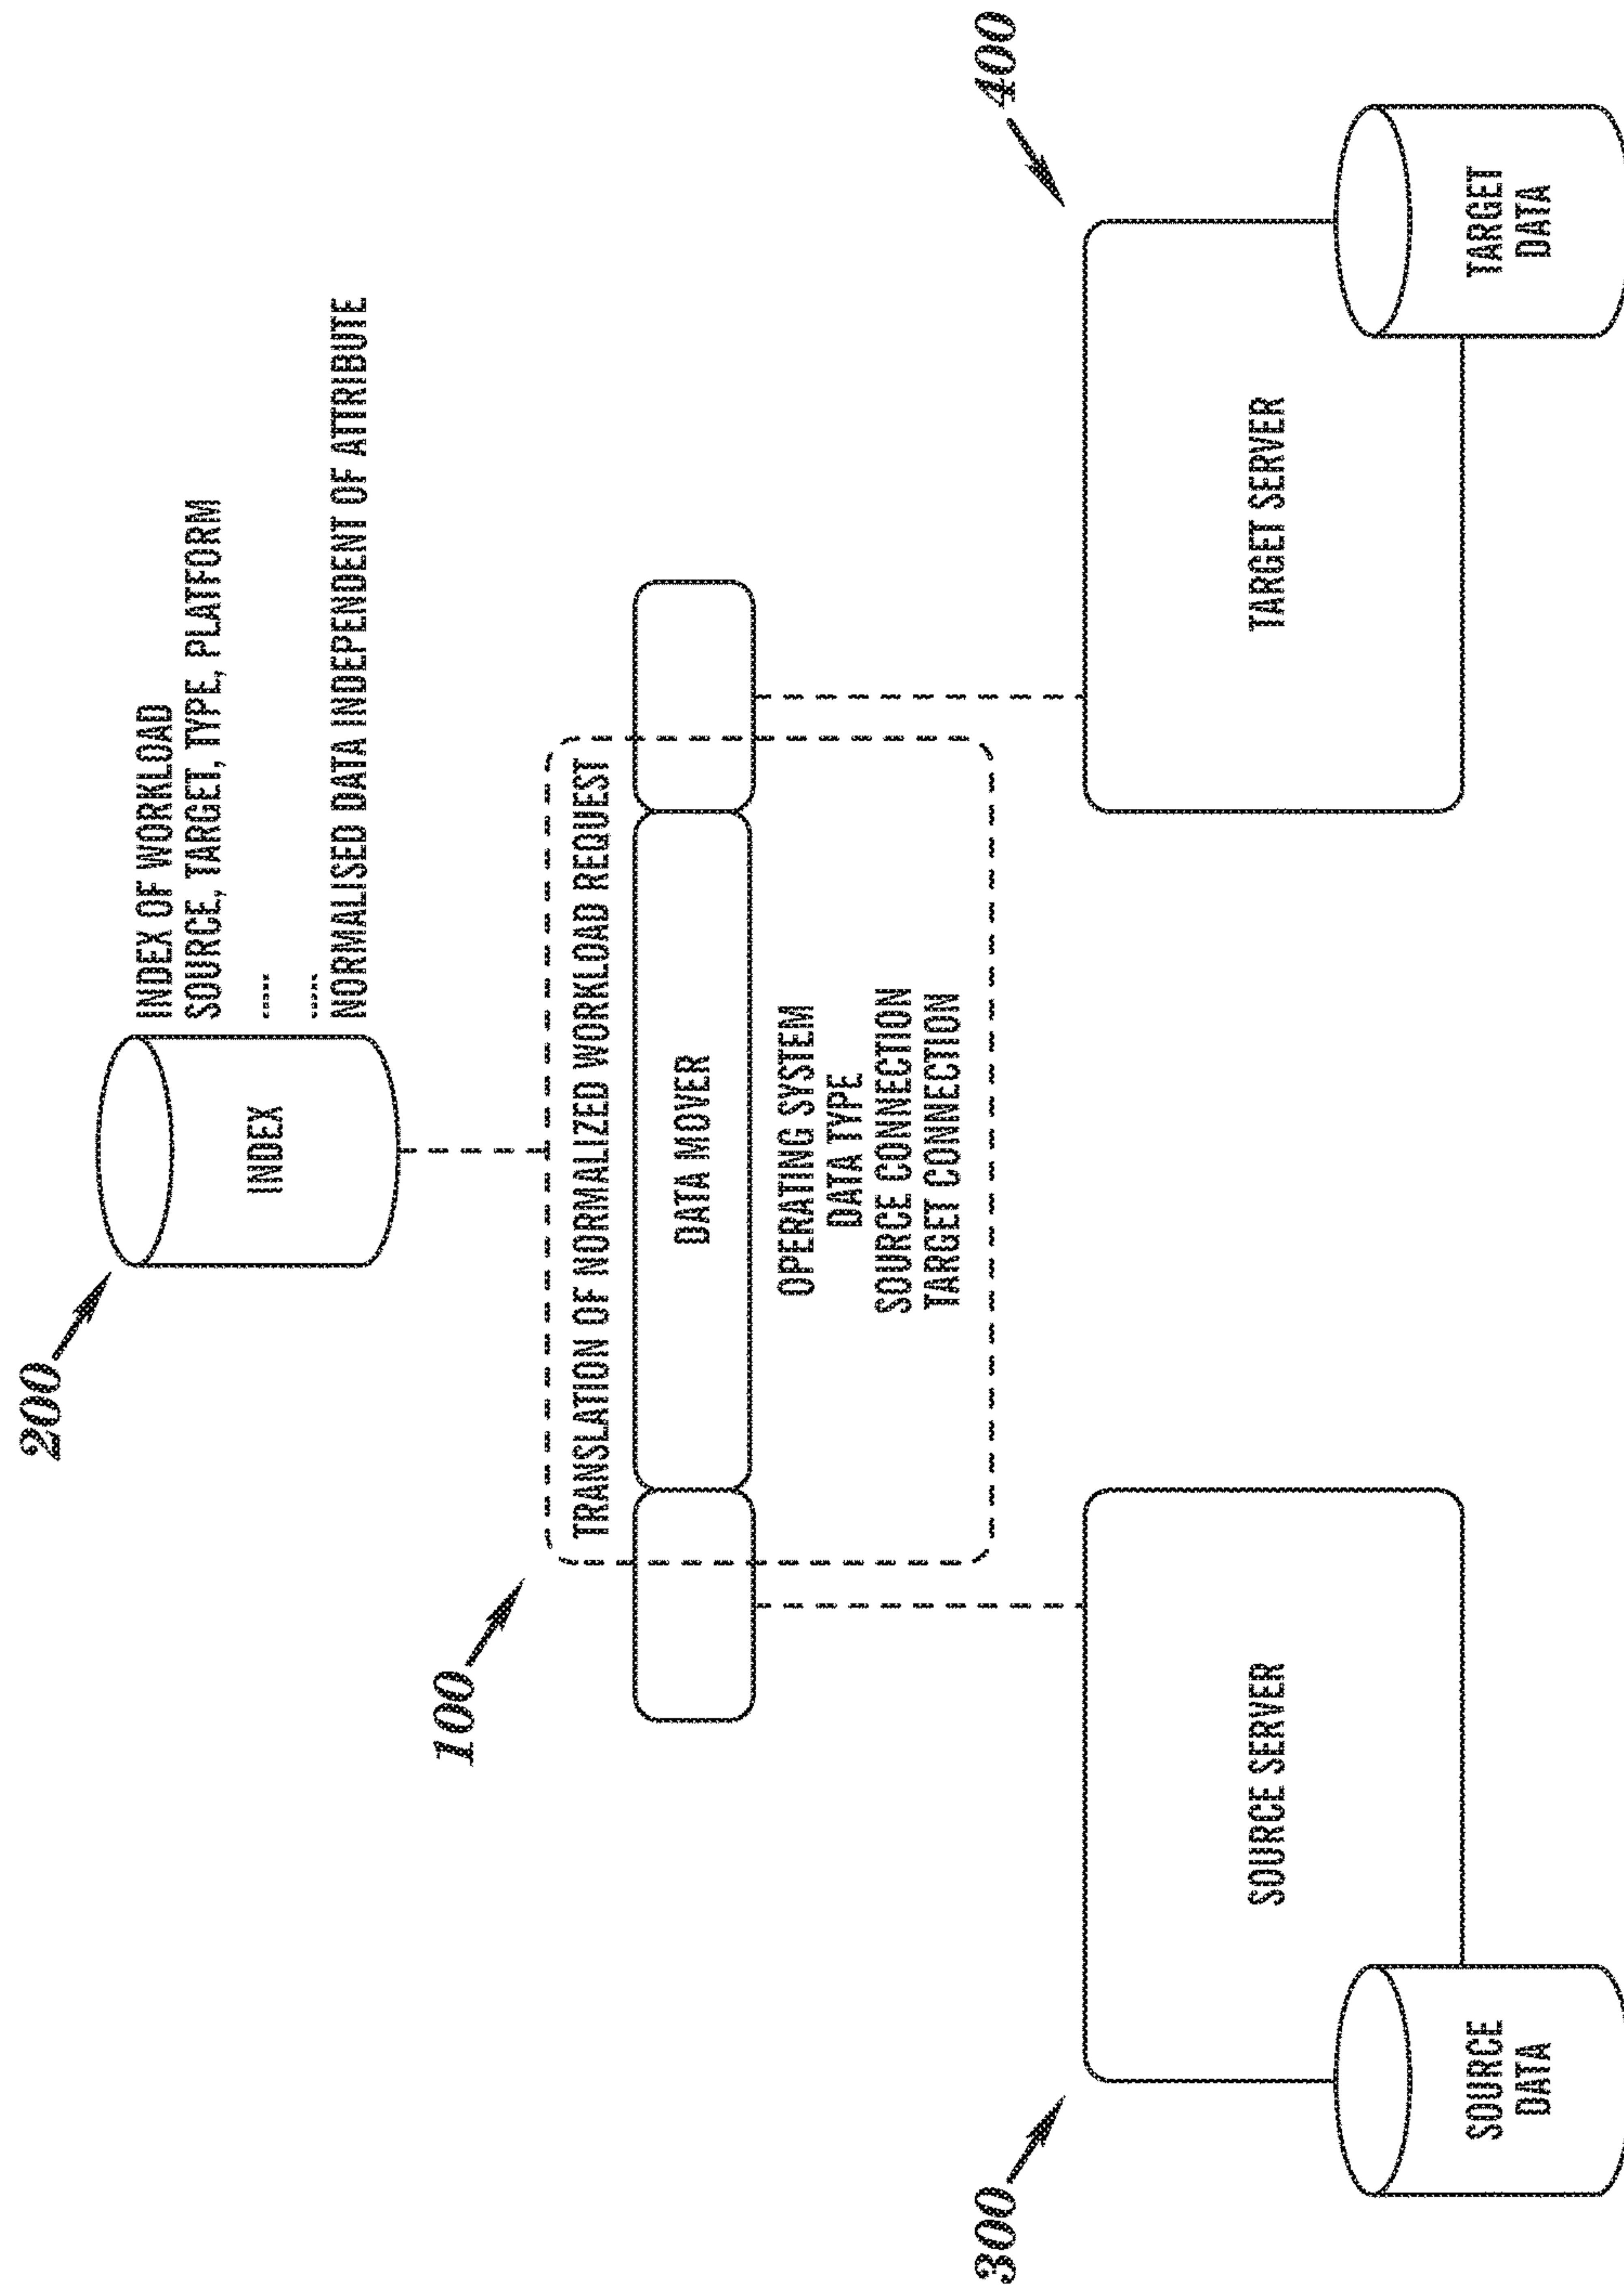 200
INDEX
INDEX OF WORKLOAD
SOURCE, TARGET, TYPE, PLATFORM
....
....
NORMALISED DATA INDEPENDENT OF ATTRIBUTE
100
TRANSLATION OF NORMALIZED WORKLOAD REQUEST
DATA MOVER
OPERATING SYSTEM
DATA TYPE
SOURCE CONNECTION
TARGET CONNECTION
300
SOURCE SERVER
SOURCE
DATA
400
TARGET SERVER
TARGET
DATA